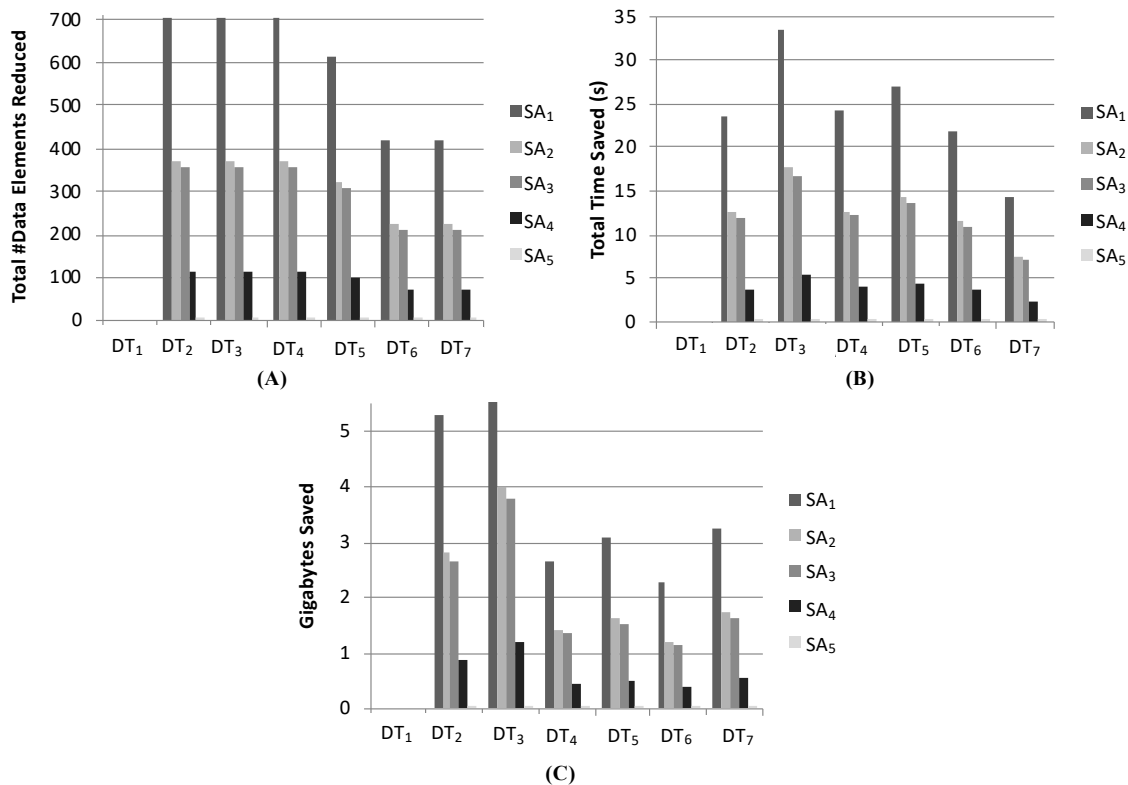 Total #Data Elements Reduced
700
600
500
400
300
200
100
0
DT₁ DT₂ DT₃ DT₄ DT₅ DT₆ DT₇
SA₁
SA₂
SA₃
SA₄
SA₅
(A)
Total Time Saved (s)
35
30
25
20
15
10
5
0
DT₁ DT₂ DT₃ DT₄ DT₅ DT₆ DT₇
SA₁
SA₂
SA₃
SA₄
SA₅
(B)
Gigabytes Saved
5
4
3
2
1
0
DT₁ DT₂ DT₃ DT₄ DT₅ DT₆ DT₇
SA₁
SA₂
SA₃
SA₄
SA₅
(C)